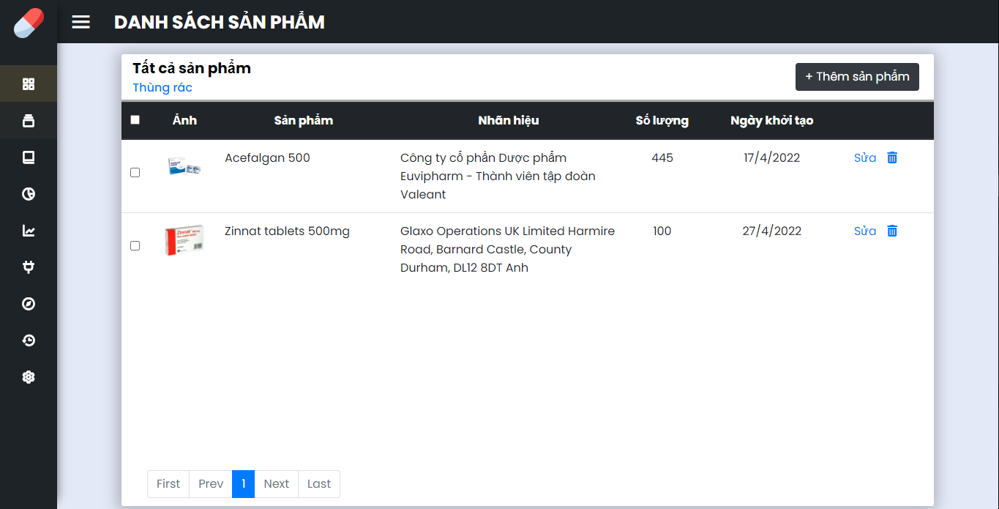 DANH SÁCH SẢN PHẨM
Tất cả sản phẩm
Thùng rác
+ Thêm sản phẩm
Ảnh Sản phẩm Nhãn hiệu Số lượng Ngày khởi tạo
Acefalgan 500 Công ty cổ phần Dược phẩm 445 17/4/2022 Sửa
Euvipharm - Thành viên tập đoàn
Valeant
Zinnat
Zinnat tablets 500mg Glaxo Operations UK Limited Harmire 100 27/4/2022 Sửa
Road, Barnard Castle, County
Durham, DL12 8DT Anh
First Prev 1 Next Last